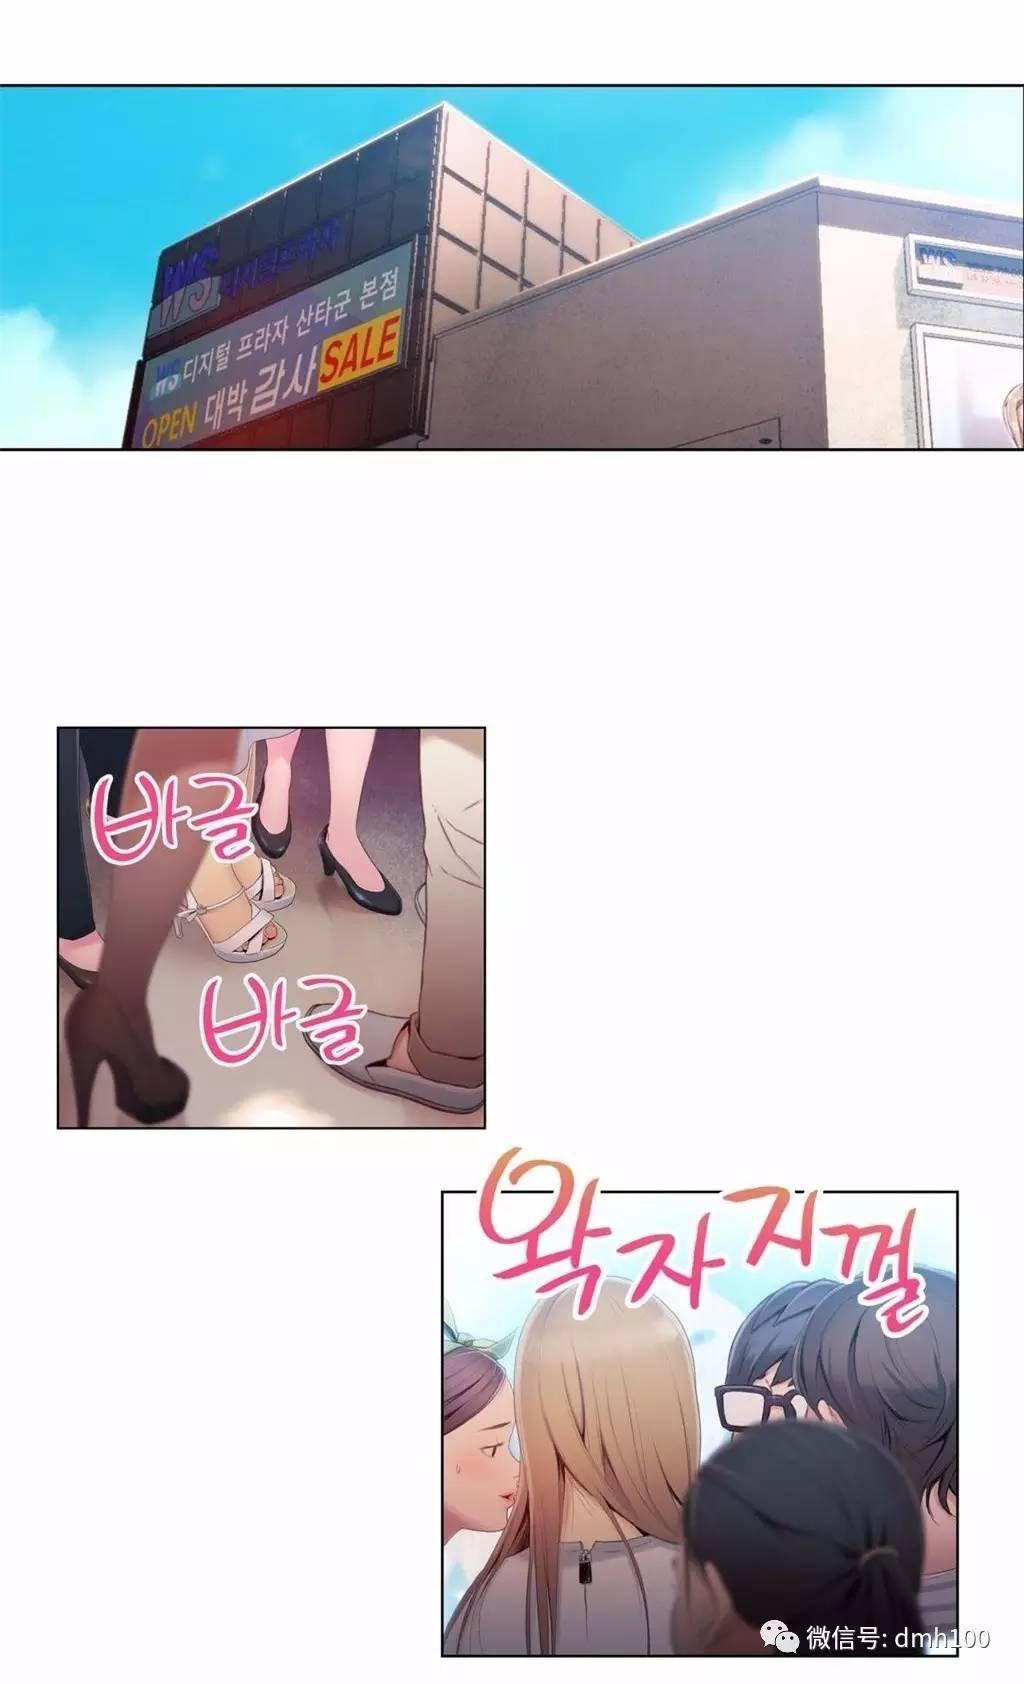 WS 디지털프라자
WS 디지털 프라자 산타군 본점
OPEN 대박 감사 SALE
WS
바글
바글
왁자지껄
微信号: dmh100